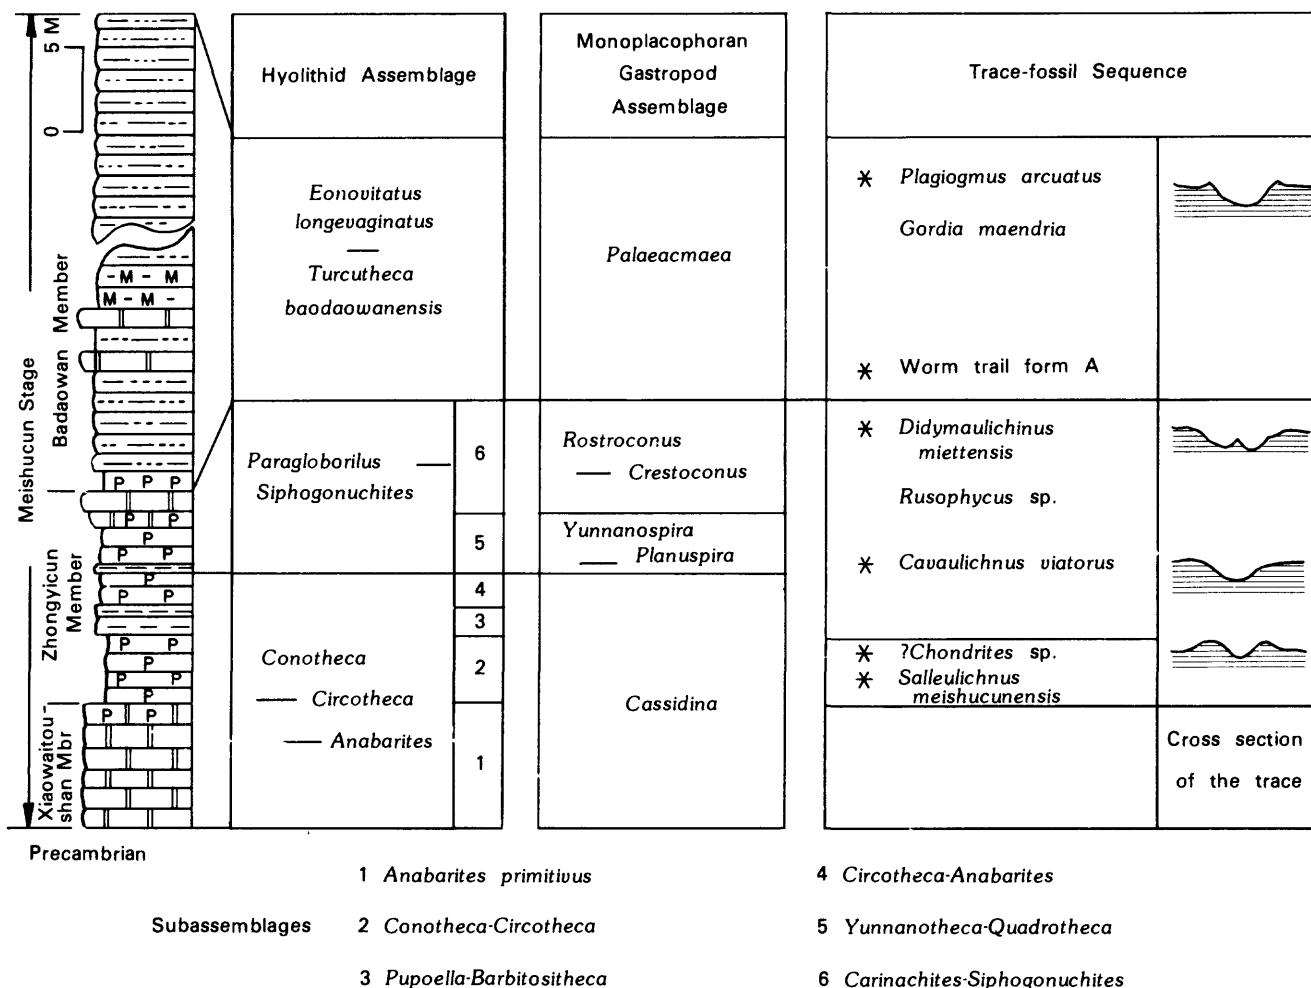 5 M
0
Meishucun Stage
Badaowan Member
Zhongyicun
Member
Xiaowaitou-
shan Mbr
Precambrian
M M
M M
P P P
P P
P
P P
P
P P
P P
P
P P
P
P P
Hyolithid Assemblage
Eonovitatus
longevaginatus
—
Turcutheca
baodaowanensis
Paragloborilus —
Siphogonuchites
Conotheca
— Circotheca
— Anabarites
6
5
4
3
2
1
Monoplacophoran
Gastropod
Assemblage
Palaeacmaea
Rostroconus
— Crestoconus
Yunnanospira
— Planuspira
Cassidina
Trace-fossil Sequence
* Plagiogmus arcuatus
Gordia maendria
* Worm trail form A
* Didymaulichinus
miettensis
Rusophycus sp.
* Cavaulichnus viatorus
* ?Chondrites sp.
* Salleulichnus
meishucunensis
Cross section
of the trace
Subassemblages
1 Anabarites primitivus
2 Conotheca-Circotheca
3 Pupoella-Barbitositheca
4 Circotheca-Anabarites
5 Yunnanotheca-Quadrotheca
6 Carinachites-Siphogonuchites